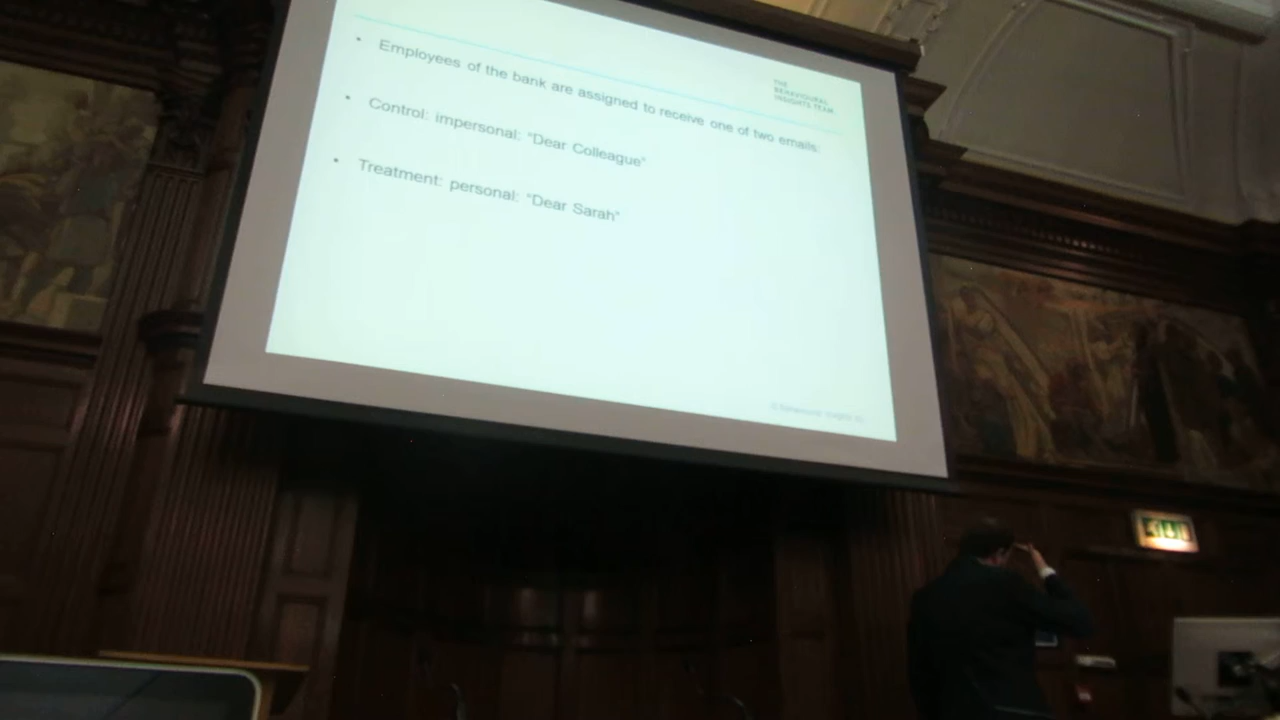 THE
BEHAVIOURAL
INSIGHTS TEAM
• Employees of the bank are assigned to receive one of two emails:
• Control: impersonal: "Dear Colleague"
• Treatment: personal: "Dear Sarah"